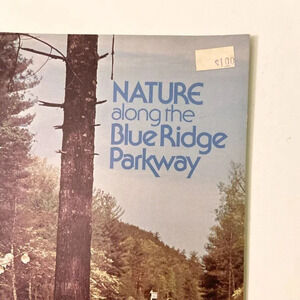 $1.00
NATURE
along the
Blue Ridge
Parkway